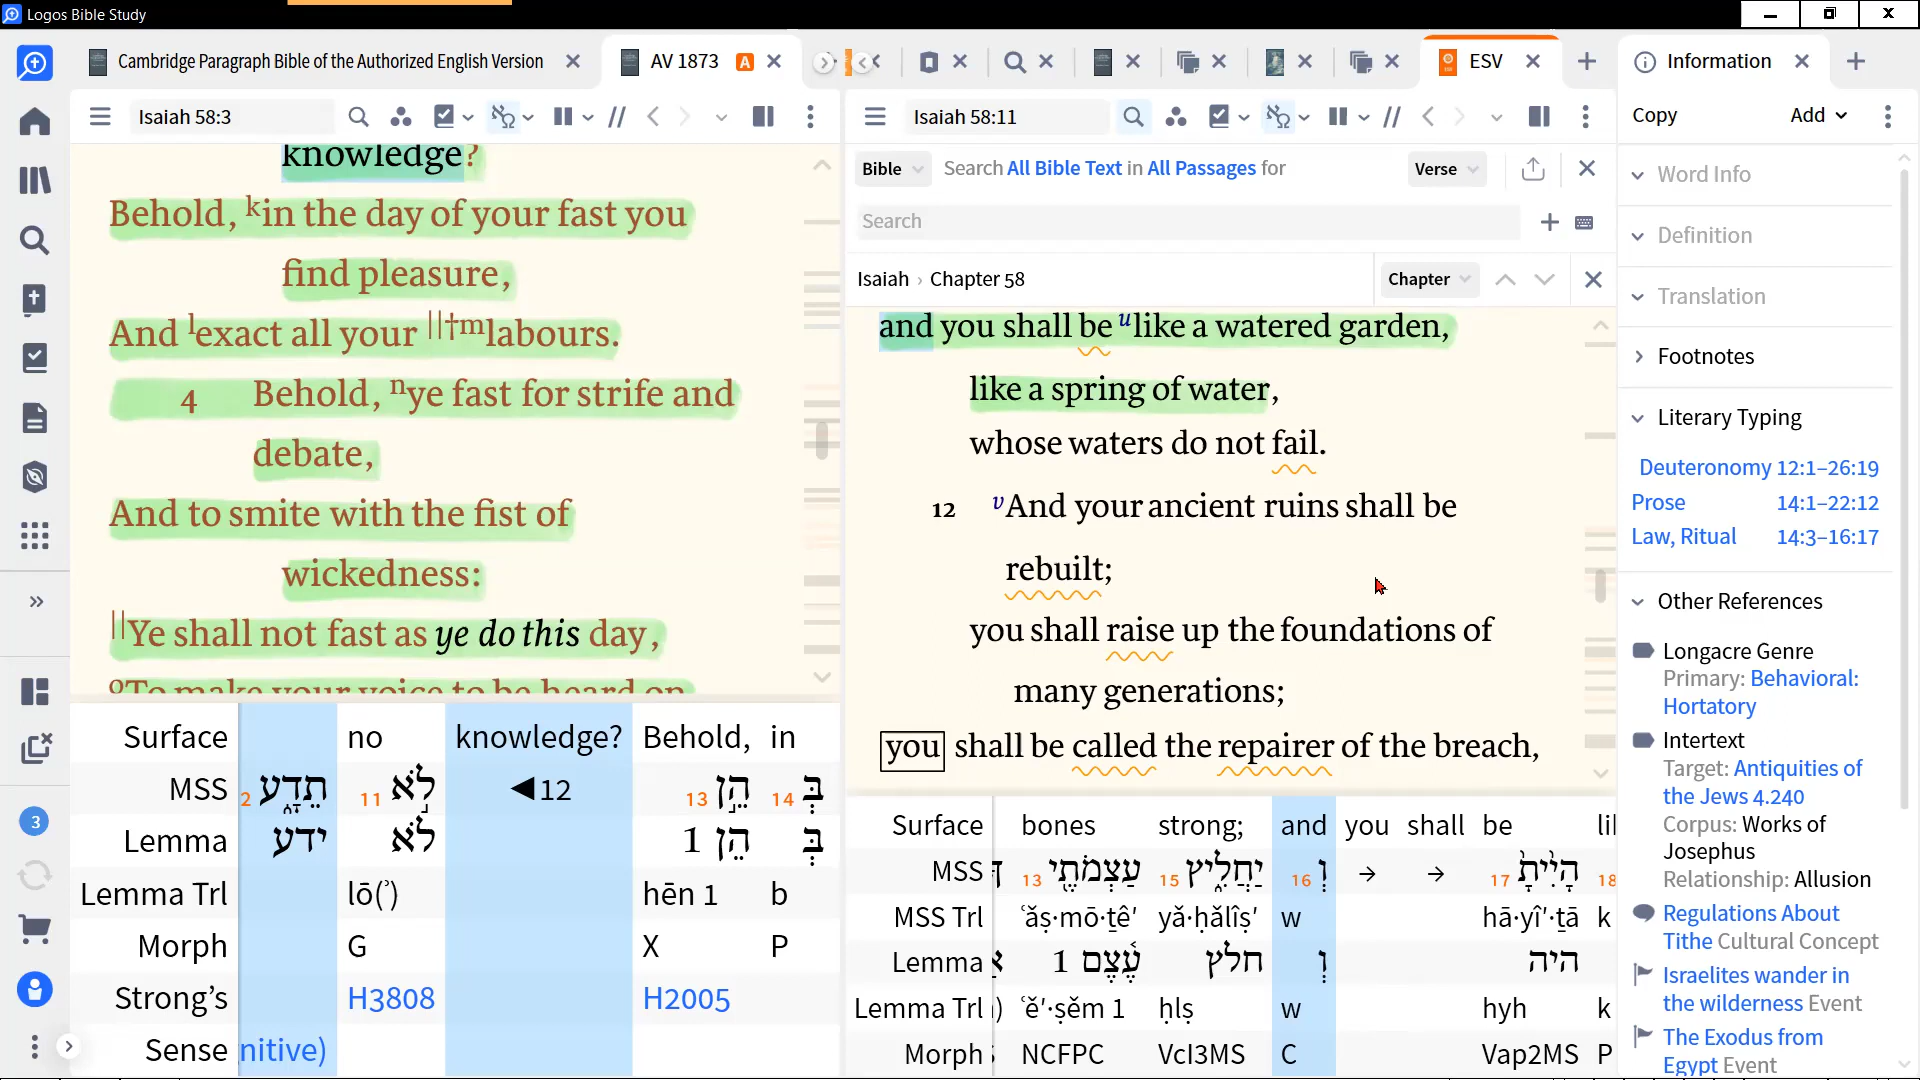 Logos Bible Study
Cambridge Paragraph Bible of the Authorized English Version
AV 1873 A
ESV
Information
Isaiah 58:3
Isaiah 58:11
Copy
Add
knowledge?
Behold, kin the day of your fast you
find pleasure,
And lexact all your ||†mlabours.
4 Behold, nye fast for strife and
debate,
And to smite with the fist of
wickedness:
||Ye shall not fast as ye do this day,
oTo make your voice to be heard on
Surface no knowledge? Behold, in
MSS 2 תֵּדָֽע 11 לֹ֣א ◀12 13 הֵ֣ן 14 בְּ
Lemma ידע לֹא 1 הֵן בְּ
Lemma Trl lō(ʾ) hēn 1 b
Morph G X P
Strong’s H3808 H2005
Sense nitive)
3
Bible
Search All Bible Text in All Passages for
Verse
Search
Isaiah › Chapter 58
Chapter
and you shall be ulike a watered garden,
like a spring of water,
whose waters do not fail.
12 vAnd your ancient ruins shall be
rebuilt;
you shall raise up the foundations of
many generations;
you shall be called the repairer of the breach,
Surface bones strong; and you shall be li
MSS 13 עַצְמֹתֶ֖י 15 יַחֲלִ֑יץ 16 וְ → → 17 הָיִ֙יתָ֙ 18
MSS Trl ʿăṣ·mō·ṯê′ yǎ·ḥǎlîṣ′ w hā·yî′·ṯā k
Lemma 1 עֶ֫צֶם חלץ וְ היה
Lemma Trl ) ʿě′·ṣěm 1 ḥlṣ w hyh k
Morph NCFPC VcI3MS C Vap2MS P
Word Info
Definition
Translation
Footnotes
Literary Typing
Deuteronomy 12:1–26:19
Prose 14:1–22:12
Law, Ritual 14:3–16:17
Other References
Longacre Genre
Primary: Behavioral:
Hortatory
Intertext
Target: Antiquities of
the Jews 4.240
Corpus: Works of
Josephus
Relationship: Allusion
Regulations About
Tithe Cultural Concept
Israelites wander in
the wilderness Event
The Exodus from
Egypt Event